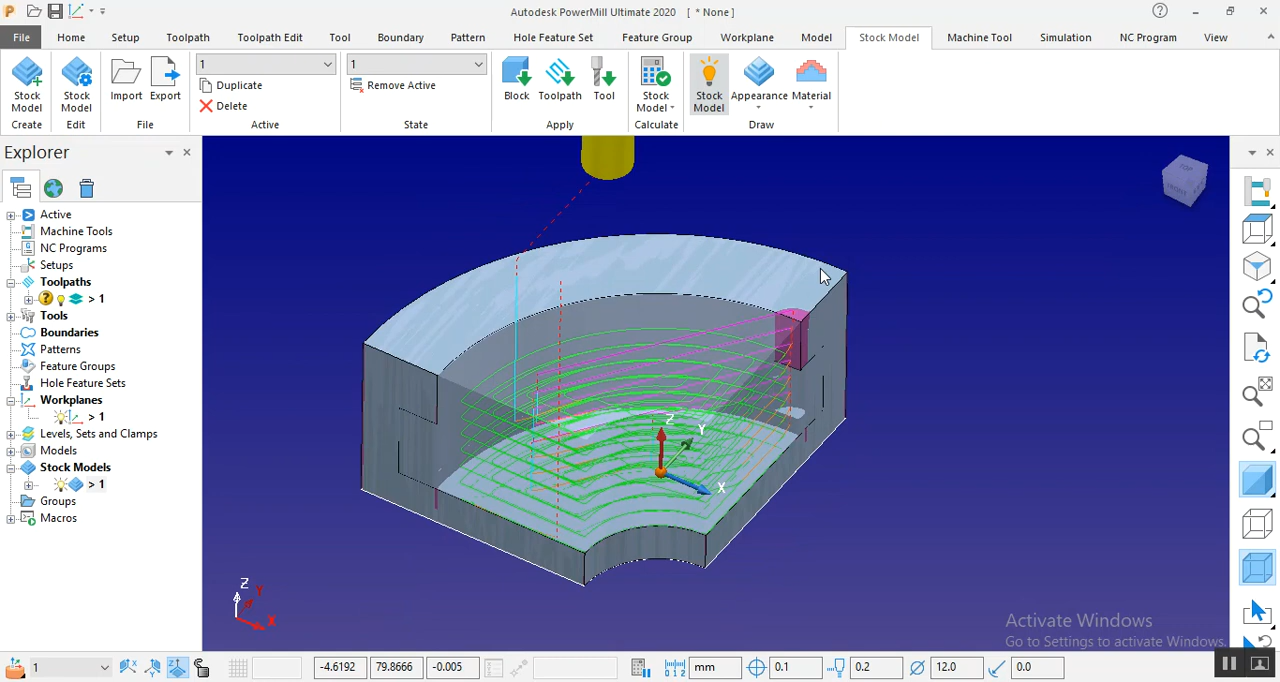 Autodesk PowerMill Ultimate 2020 [ * None ]
File Home Setup Toolpath Toolpath Edit Tool Boundary Pattern Hole Feature Set Feature Group Workplane Model Stock Model Machine Tool Simulation NC Program View
Stock Model
Stock Model
Import
Export
1
Duplicate
Delete
1
Remove Active
Block
Toolpath
Tool
Stock Model
Stock Model
Appearance
Material
Create Edit File Active State Apply Calculate Draw
Explorer
Active
Machine Tools
NC Programs
Setups
Toolpaths
> 1
Tools
Boundaries
Patterns
Feature Groups
Hole Feature Sets
Workplanes
> 1
Levels, Sets and Clamps
Models
Stock Models
> 1
Groups
Macros
TOP
Z
Y
X
Z
Y
X
Activate Windows
Go to Settings to activate Windows.
1 -4.6192 79.8666 -0.005 mm 0.1 0.2 12.0 0.0